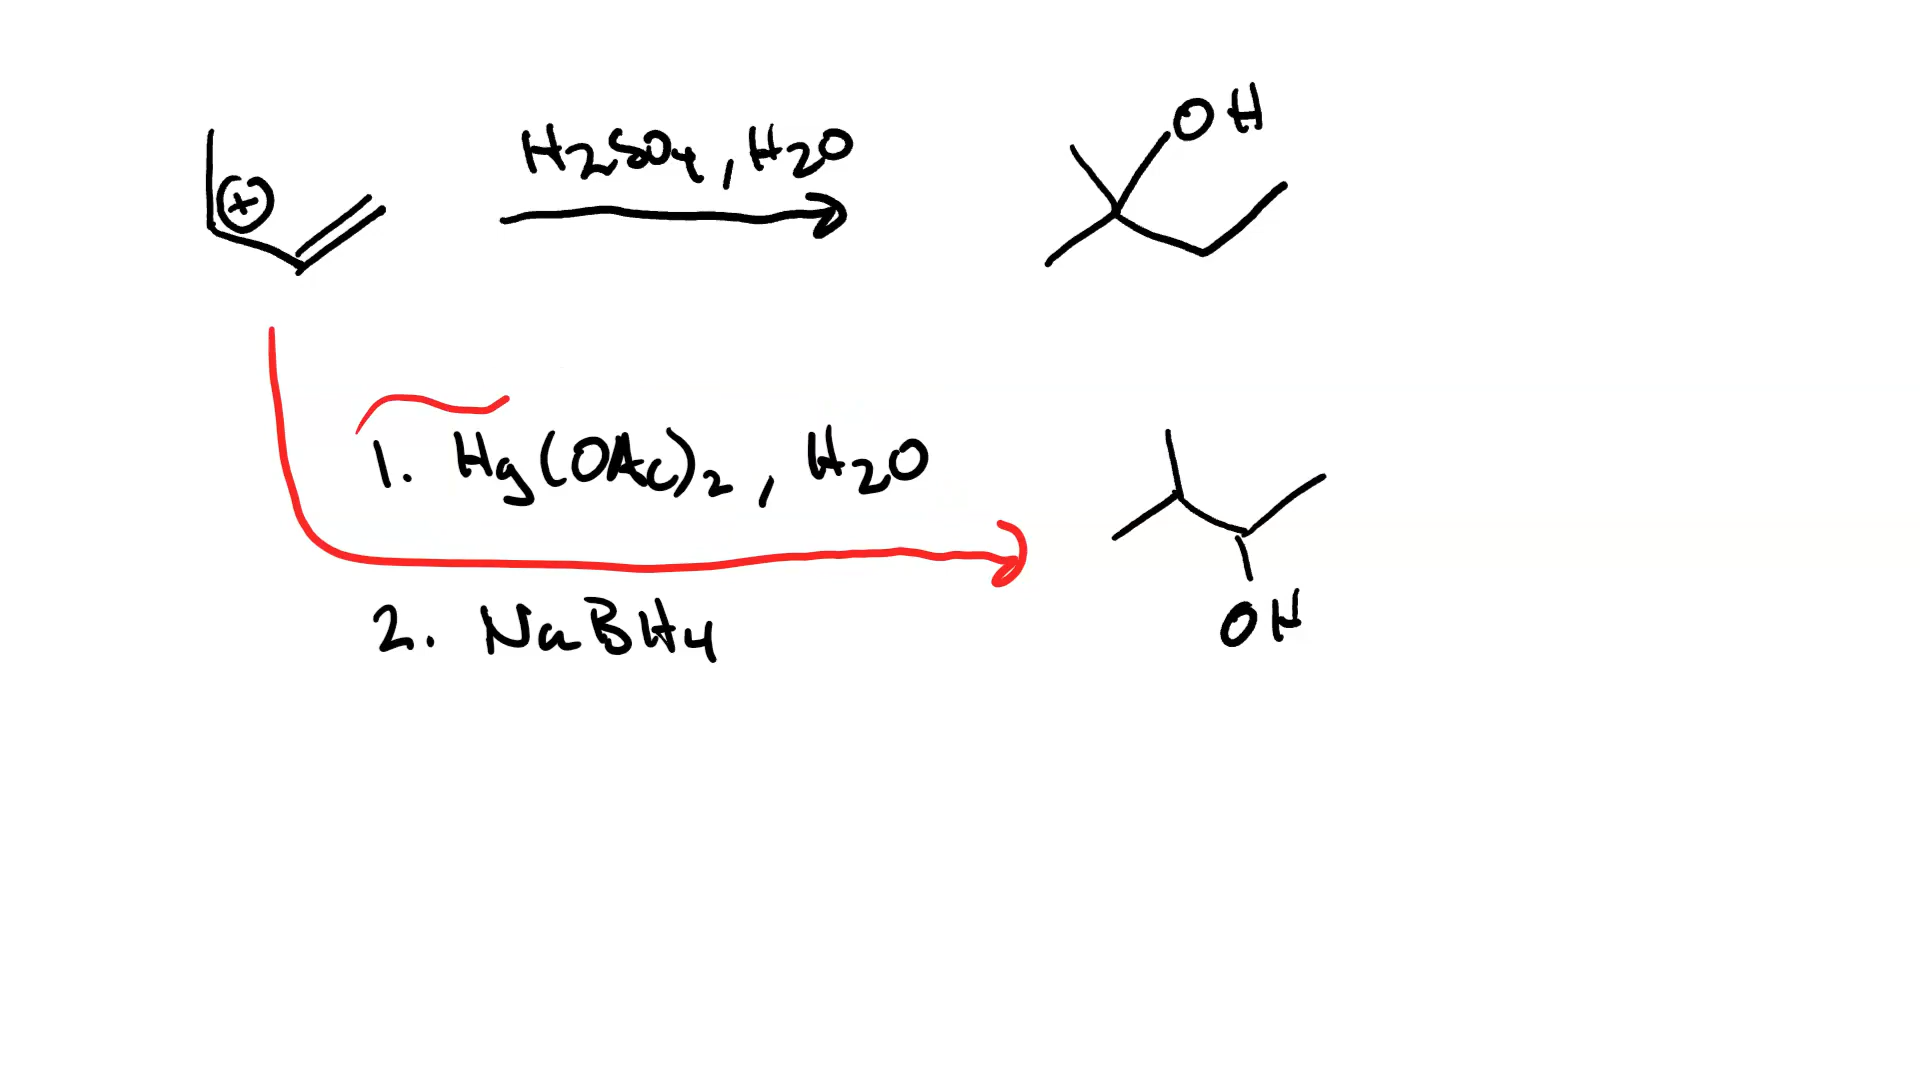 H2SO4, H2O
OH
+
1. Hg(OAc)2, H2O
2. NaBH4
OH